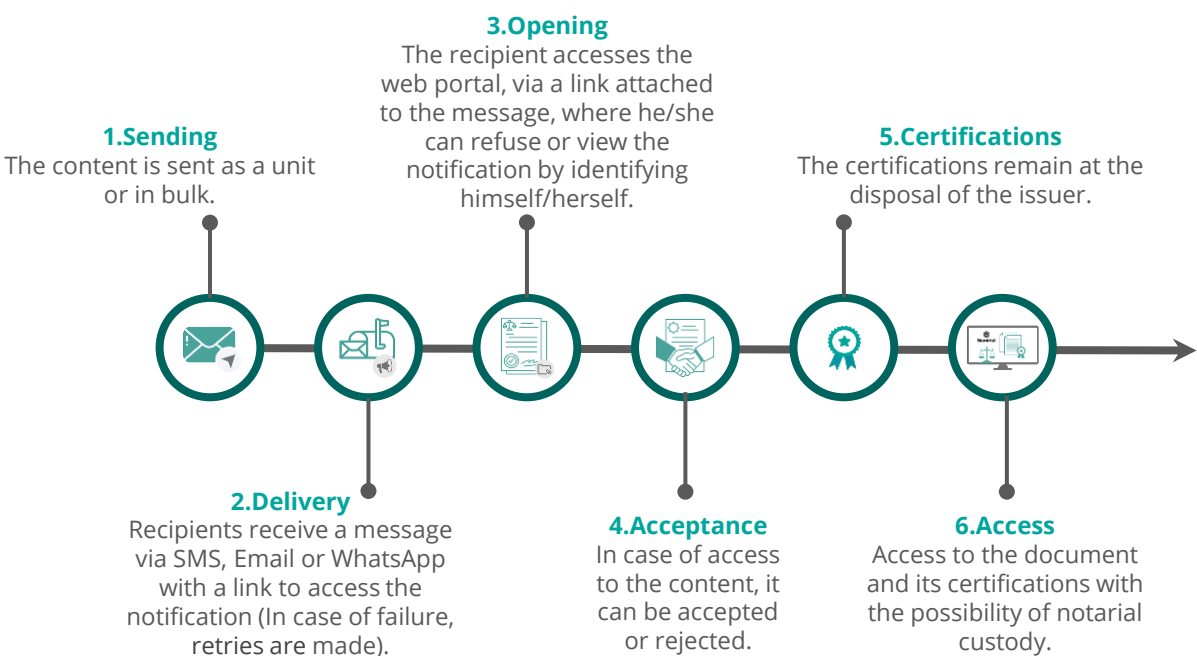 1.Sending
The content is sent as a unit
or in bulk.
2.Delivery
Recipients receive a message
via SMS, Email or WhatsApp
with a link to access the
notification (In case of failure,
retries are made).
3.Opening
The recipient accesses the
web portal, via a link attached
to the message, where he/she
can refuse or view the
notification by identifying
himself/herself.
4.Acceptance
In case of access
to the content, it
can be accepted
or rejected.
5.Certifications
The certifications remain at the
disposal of the issuer.
6.Access
Access to the document
and its certifications with
the possibility of notarial
custody.